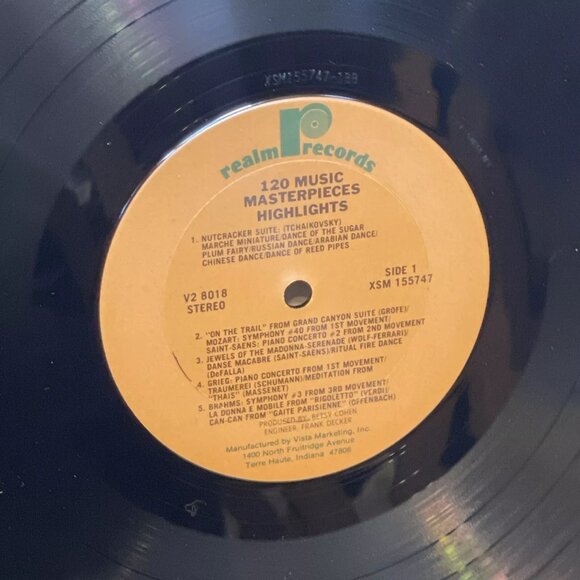 XSM155747-1BB
realm records
120 MUSIC
MASTERPIECES
HIGHLIGHTS
1. NUTCRACKER SUITE: (TCHAIKOVSKY)
MARCHE MINIATURE/DANCE OF THE SUGAR
PLUM FAIRY/RUSSIAN DANCE/ARABIAN DANCE/
CHINESE DANCE/DANCE OF REED PIPES
V2 8018
STEREO
SIDE 1
XSM 155747
2. "ON THE TRAIL" FROM GRAND CANYON SUITE (GROFE)/
MOZART: SYMPHONY #40 FROM 1ST MOVEMENT/
SAINT-SAENS: PIANO CONCERTO #2 FROM 2ND MOVEMENT
3. JEWELS OF THE MADONNA-SERENADE (WOLF-FERRARI)/
DANSE MACABRE (SAINT-SAENS)/RITUAL FIRE DANCE
(DeFALLA)
4. GRIEG: PIANO CONCERTO FROM 1ST MOVEMENT/
TRAUMEREI (SCHUMANN)/MEDITATION FROM
"THAIS" (MASSENET)
5. BRAHMS: SYMPHONY #3 FROM 3RD MOVEMENT/
LA DONNA E MOBILE FROM "RIGOLETTO" (VERDI)/
CAN-CAN FROM "GAITE PARISIENNE" (OFFENBACH)
PRODUCED BY: BETSY COHEN
ENGINEER: FRANK DECKER
Manufactured by Vista Marketing, Inc.
1400 North Fruitridge Avenue
Terre Haute, Indiana 47806